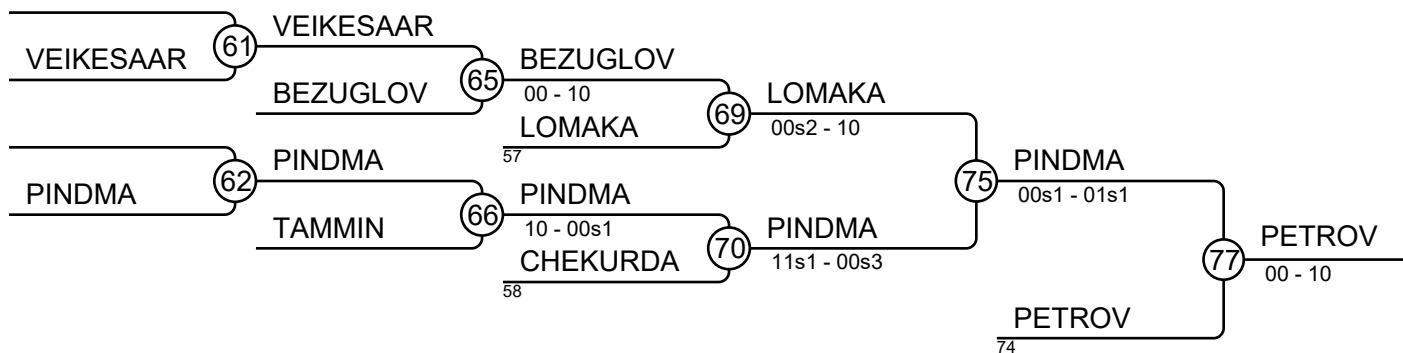 VEIKESAAR
61
VEIKESAAR
BEZUGLOV
65
BEZUGLOV
00 - 10
LOMAKA
57
69
LOMAKA
00s2 - 10
PINDMA
62
PINDMA
TAMMIN
66
PINDMA
10 - 00s1
CHEKURDA
58
70
PINDMA
11s1 - 00s3
75
PINDMA
00s1 - 01s1
PETROV
74
77
PETROV
00 - 10